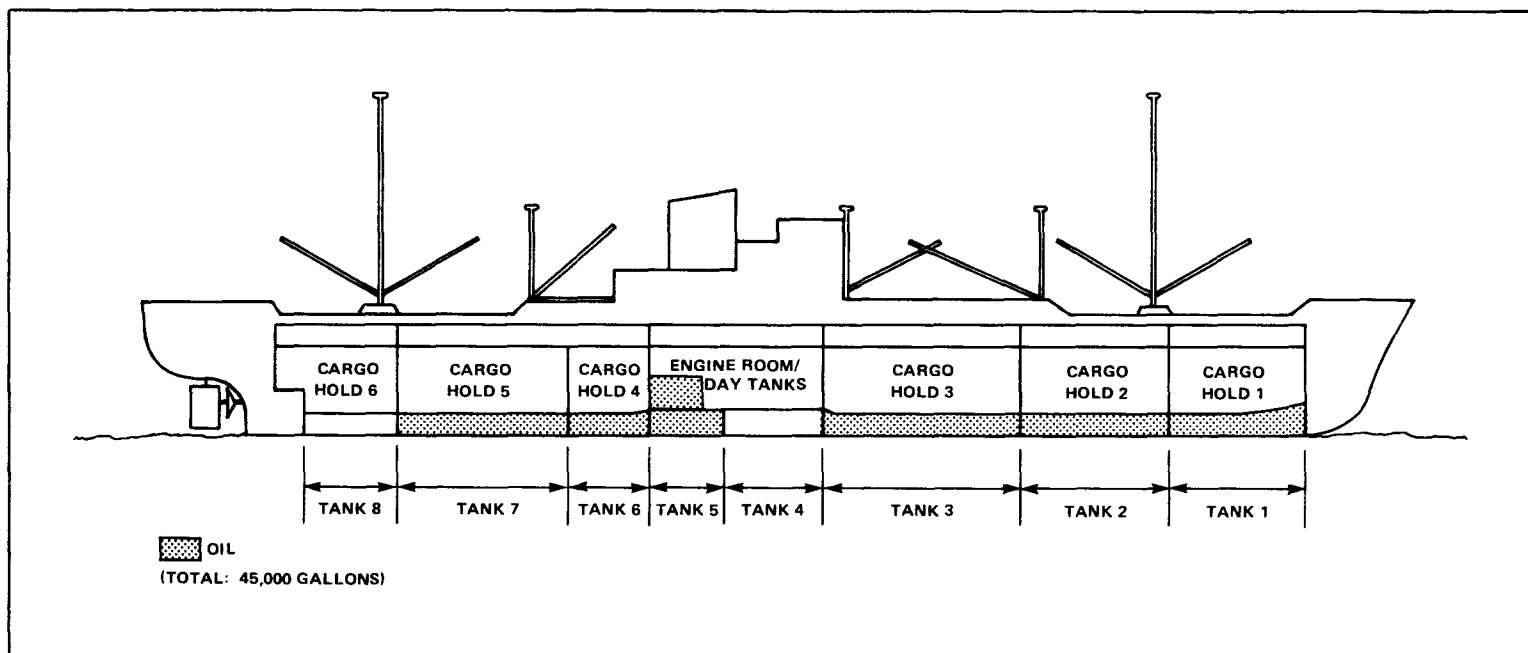 ENGINE ROOM/
DAY TANKS
CARGO
HOLD 6
CARGO
HOLD 5
CARGO
HOLD 4
CARGO
HOLD 3
CARGO
HOLD 2
CARGO
HOLD 1
TANK 8
TANK 7
TANK 6
TANK 5
TANK 4
TANK 3
TANK 2
TANK 1
OIL
(TOTAL: 45,000 GALLONS)